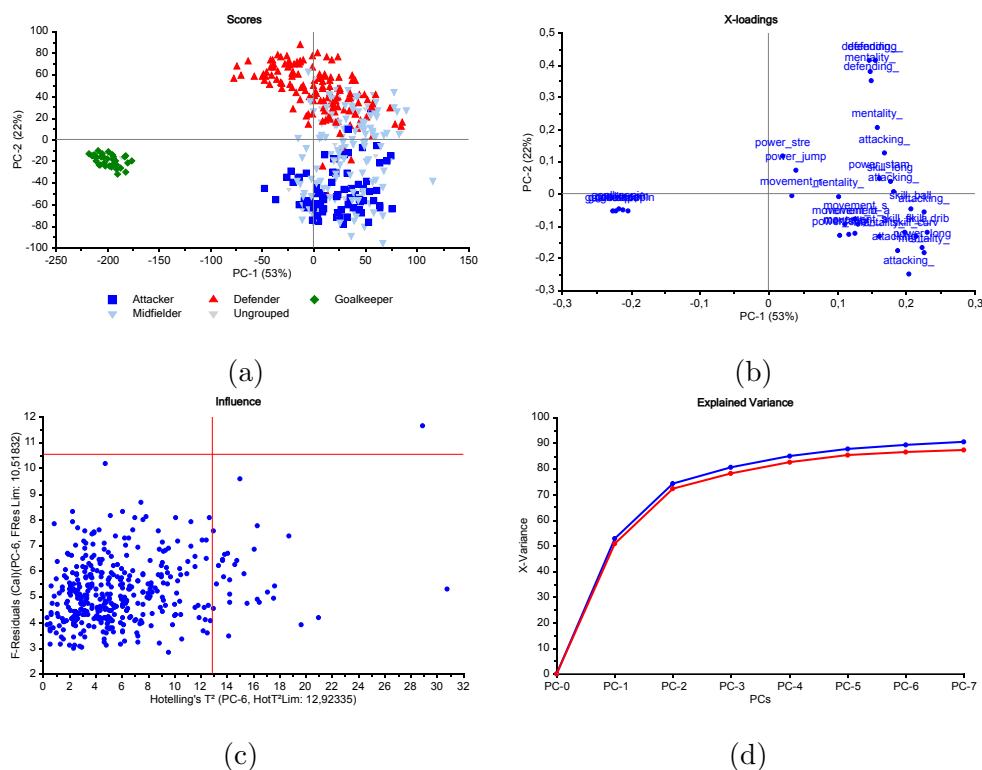 Scores
PC-2 (22%)
100
80
60
40
20
0
-20
-40
-60
-80
-100
-250 -200 -150 -100 -50 0 50 100 150
PC-1 (53%)
Attacker Defender Goalkeeper
Midfielder Ungrouped
(a)
X-loadings
PC-2 (22%)
0,5
0,4
0,3
0,2
0,1
0
-0,1
-0,2
-0,3
defending_
mentality_
defending_
mentality_
attacking_
power_stre
power_jump
power_stam
skill_long
attacking_
mentality_
skill_ball
attacking_
movement_s
power_long
mentality_
attacking_
-0,3 -0,2 -0,1 0 0,1 0,2 0,3
PC-1 (53%)
(b)
Influence
F-Residuals (Cal)(PC-6, FRes Lim: 10,51832)
12
11
10
9
8
7
6
5
4
3
2
0 2 4 6 8 10 12 14 16 18 20 22 24 26 28 30 32
Hotelling's T² (PC-6, HotT²Lim: 12,92335)
(c)
Explained Variance
X-Variance
100
90
80
70
60
50
40
30
20
10
0
PC-0 PC-1 PC-2 PC-3 PC-4 PC-5 PC-6 PC-7
PCs
(d)